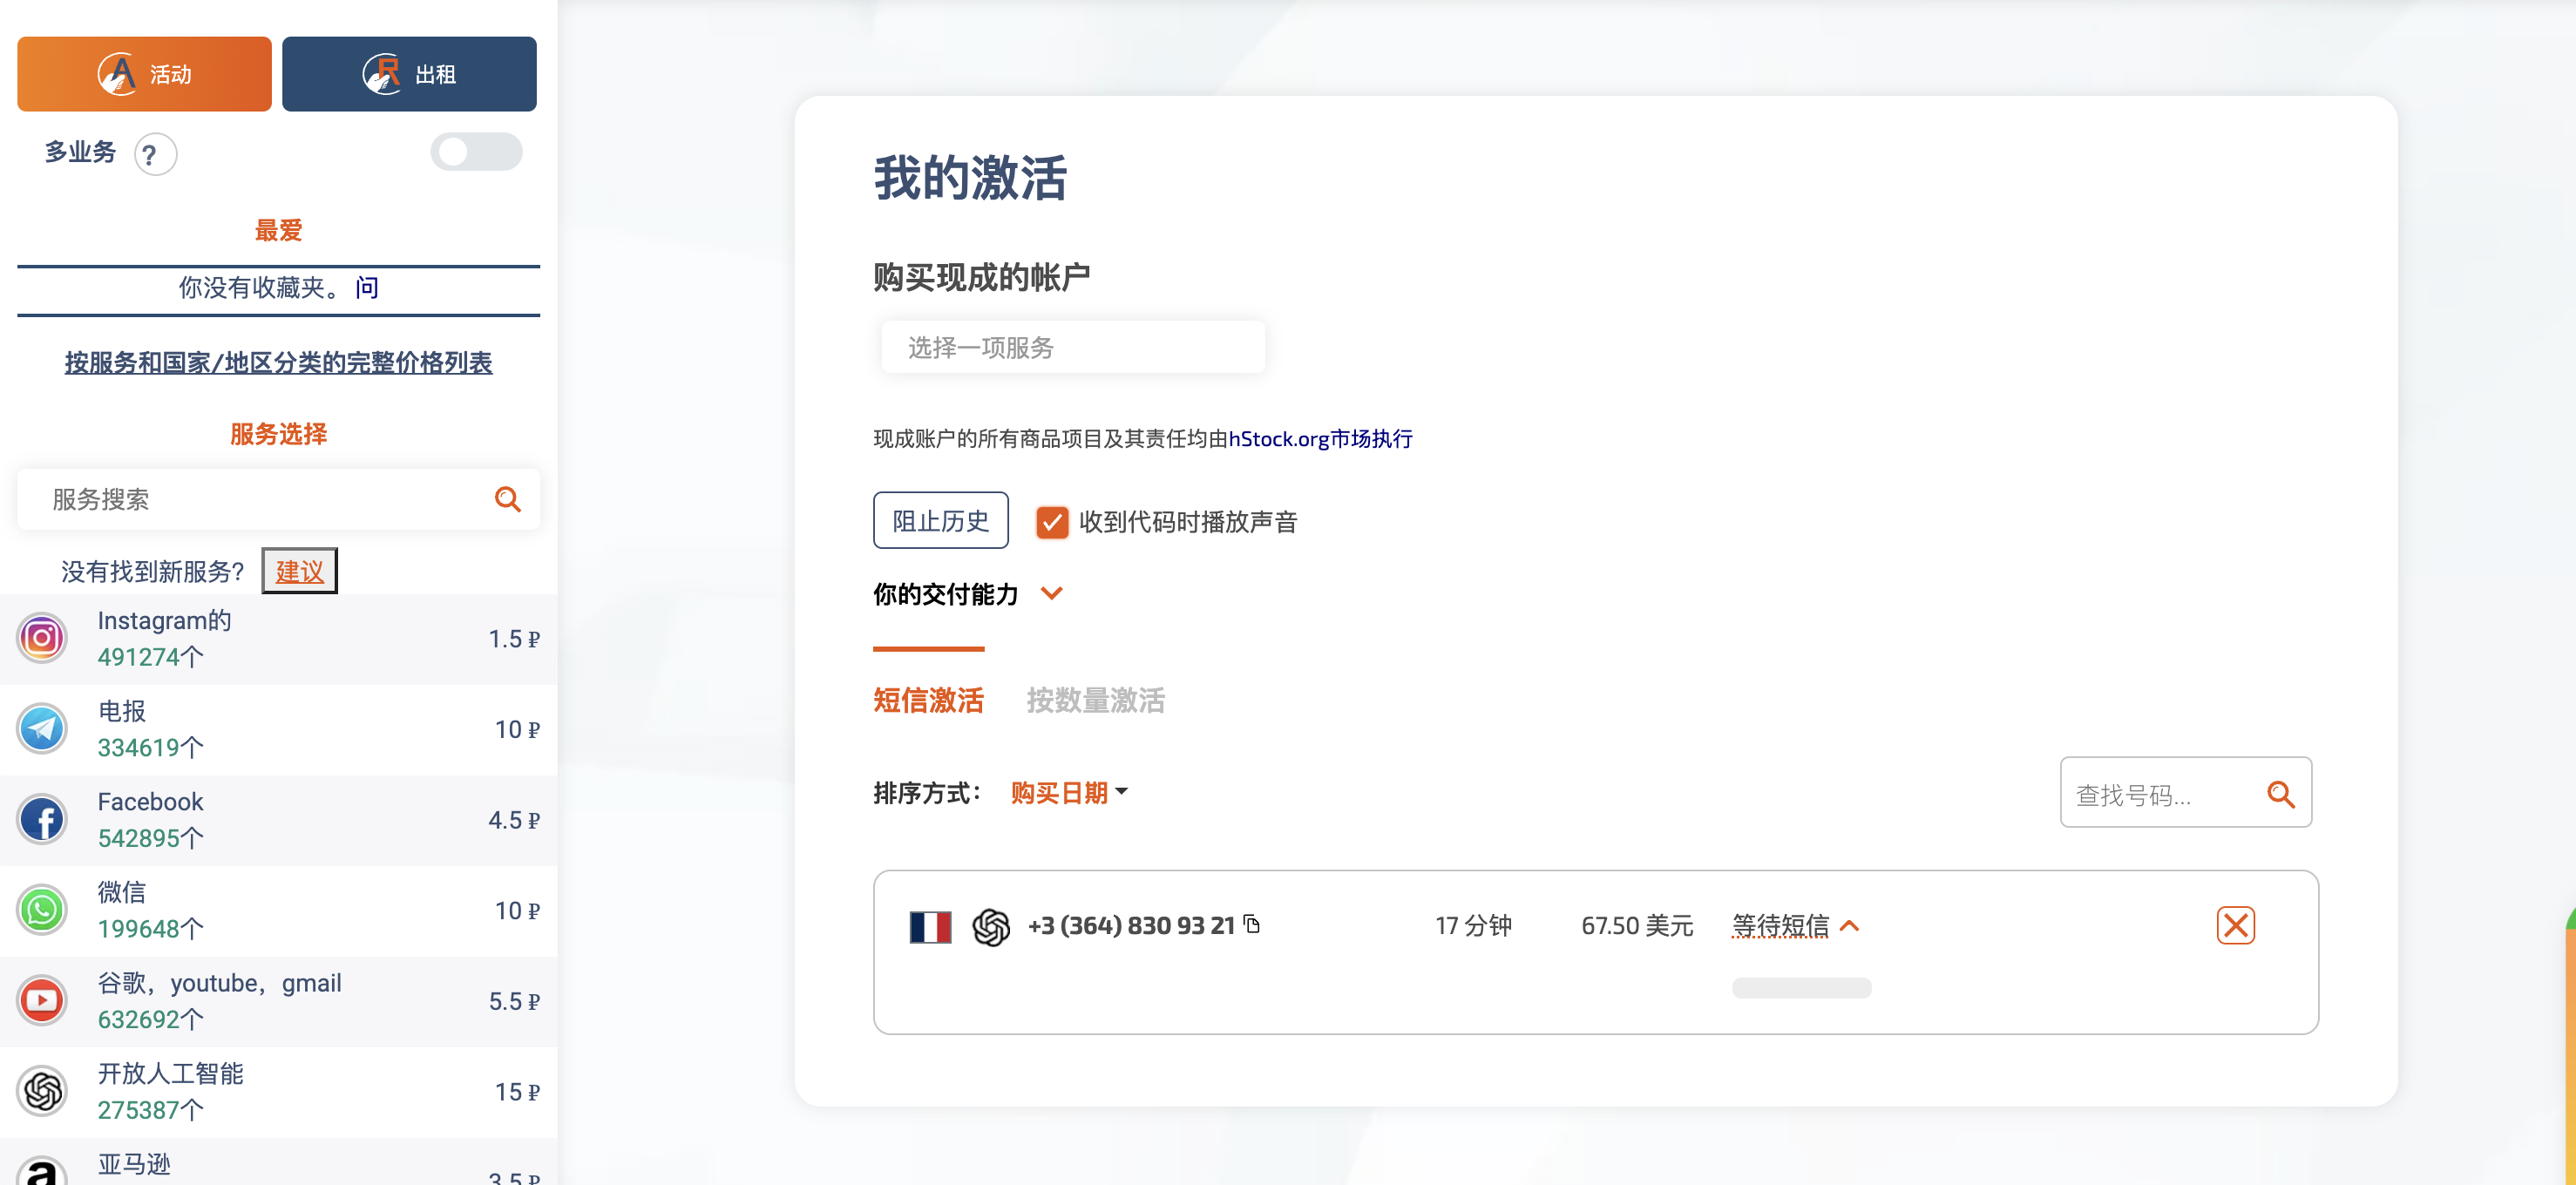 活动
出租
多业务 ?
最爱
你没有收藏夹。 问
按服务和国家/地区分类的完整价格列表
服务选择
服务搜索
没有找到新服务? 建议
Instagram的
491274个
1.5 ₽
电报
334619个
10 ₽
Facebook
542895个
4.5 ₽
微信
199648个
10 ₽
谷歌，youtube，gmail
632692个
5.5 ₽
开放人工智能
275387个
15 ₽
亚马逊
3.5 ₽
我的激活
购买现成的帐户
选择一项服务
现成账户的所有商品项目及其责任均由hStock.org市场执行
阻止历史 收到代码时播放声音
你的交付能力
短信激活 按数量激活
排序方式： 购买日期
查找号码...
+3 (364) 830 93 21 17 分钟 67.50 美元 等待短信